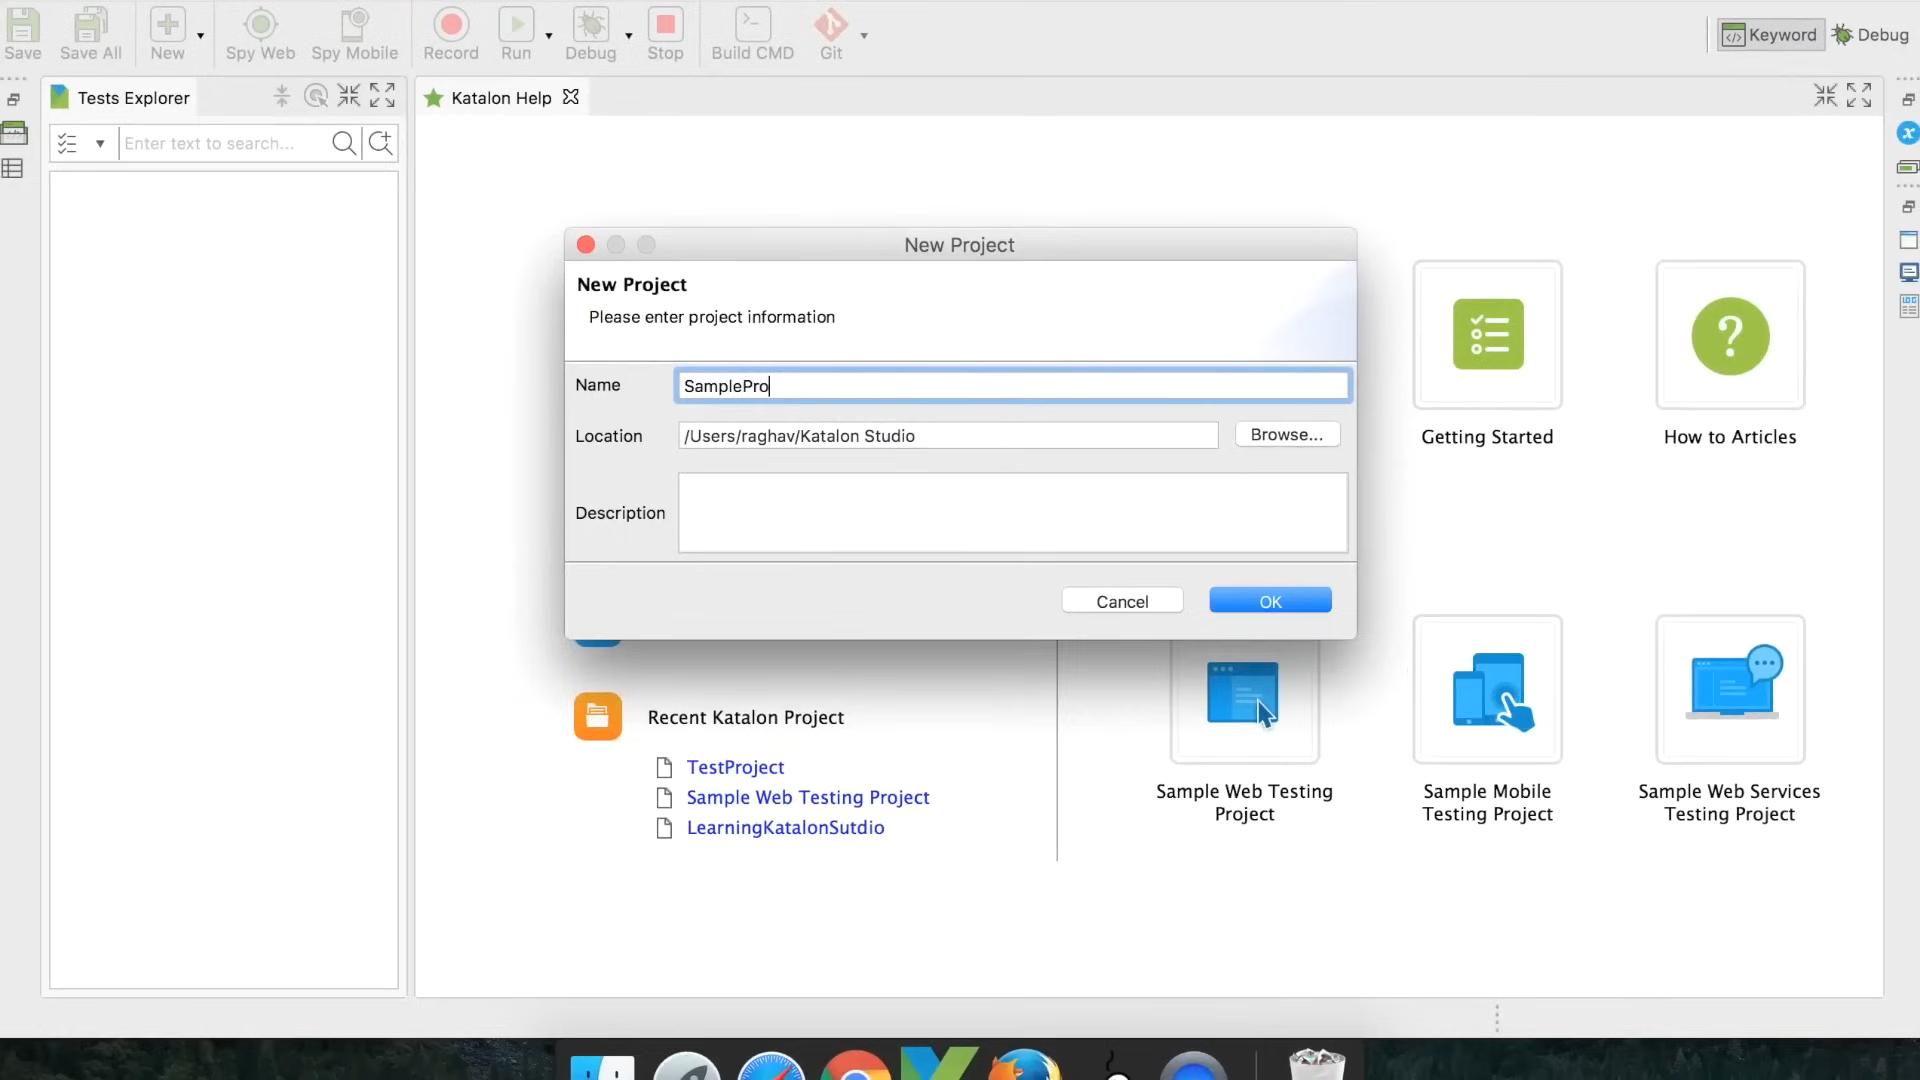 Save
Save All
New
Spy Web
Spy Mobile
Record
Run
Debug
Stop
Build CMD
Git
Keyword
Debug
Tests Explorer
Katalon Help
Enter text to search...
New Project
New Project
Please enter project information
Name
SamplePro
Location
/Users/raghav/Katalon Studio
Browse...
Description
Cancel
OK
Getting Started
How to Articles
Recent Katalon Project
TestProject
Sample Web Testing Project
LearningKatalonSutdio
Sample Web Testing
Project
Sample Mobile
Testing Project
Sample Web Services
Testing Project